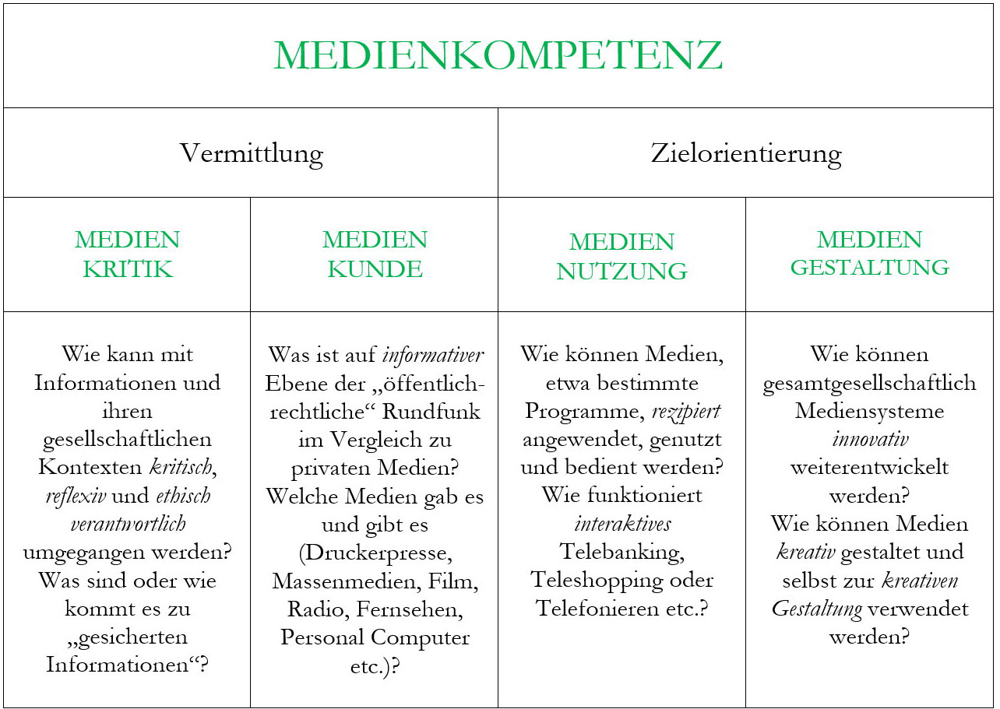 MEDIENKOMPETENZ
Vermittlung
Zielorientierung
MEDIEN
KRITIK
MEDIEN
KUNDE
MEDIEN
NUTZUNG
MEDIEN
GESTALTUNG
Wie kann mit
Informationen und
ihren
gesellschaftlichen
Kontexten kritisch,
reflexiv und ethisch
verantwortlich
umgegangen werden?
Was sind oder wie
kommt es zu
„gesicherten
Informationen“?
Was ist auf informativer
Ebene der „öffentlich-
rechtliche“ Rundfunk
im Vergleich zu
privaten Medien?
Welche Medien gab es
und gibt es
(Druckerpresse,
Massenmedien, Film,
Radio, Fernsehen,
Personal Computer
etc.)?
Wie können Medien,
etwa bestimmte
Programme, rezipiert
angewendet, genutzt
und bedient werden?
Wie funktioniert
interaktives
Telebanking,
Teleshopping oder
Telefonieren etc.?
Wie können
gesamtgesellschaftlich
Mediensysteme
innovativ
weiterentwickelt
werden?
Wie können Medien
kreativ gestaltet und
selbst zur kreativen
Gestaltung verwendet
werden?